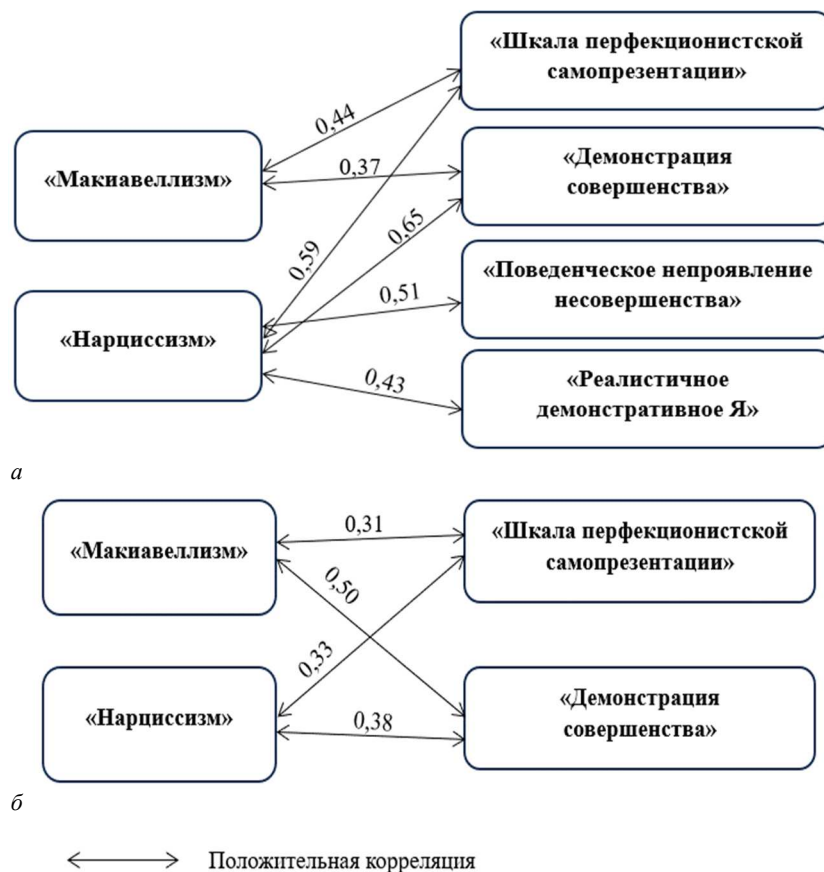 «Шкала перфекционистской
самопрезентации»
0,44
«Макиавеллизм»
0,37
«Демонстрация
совершенства»
0,59
0,65
«Поведенческое непроявление
несовершенства»
0,51
«Нарциссизм»
0,43
«Реалистичное
демонстративное Я»
а
«Макиавеллизм»
0,31
«Шкала перфекционистской
самопрезентации»
0,50
0,33
«Нарциссизм»
0,38
«Демонстрация
совершенства»
б
Положительная корреляция